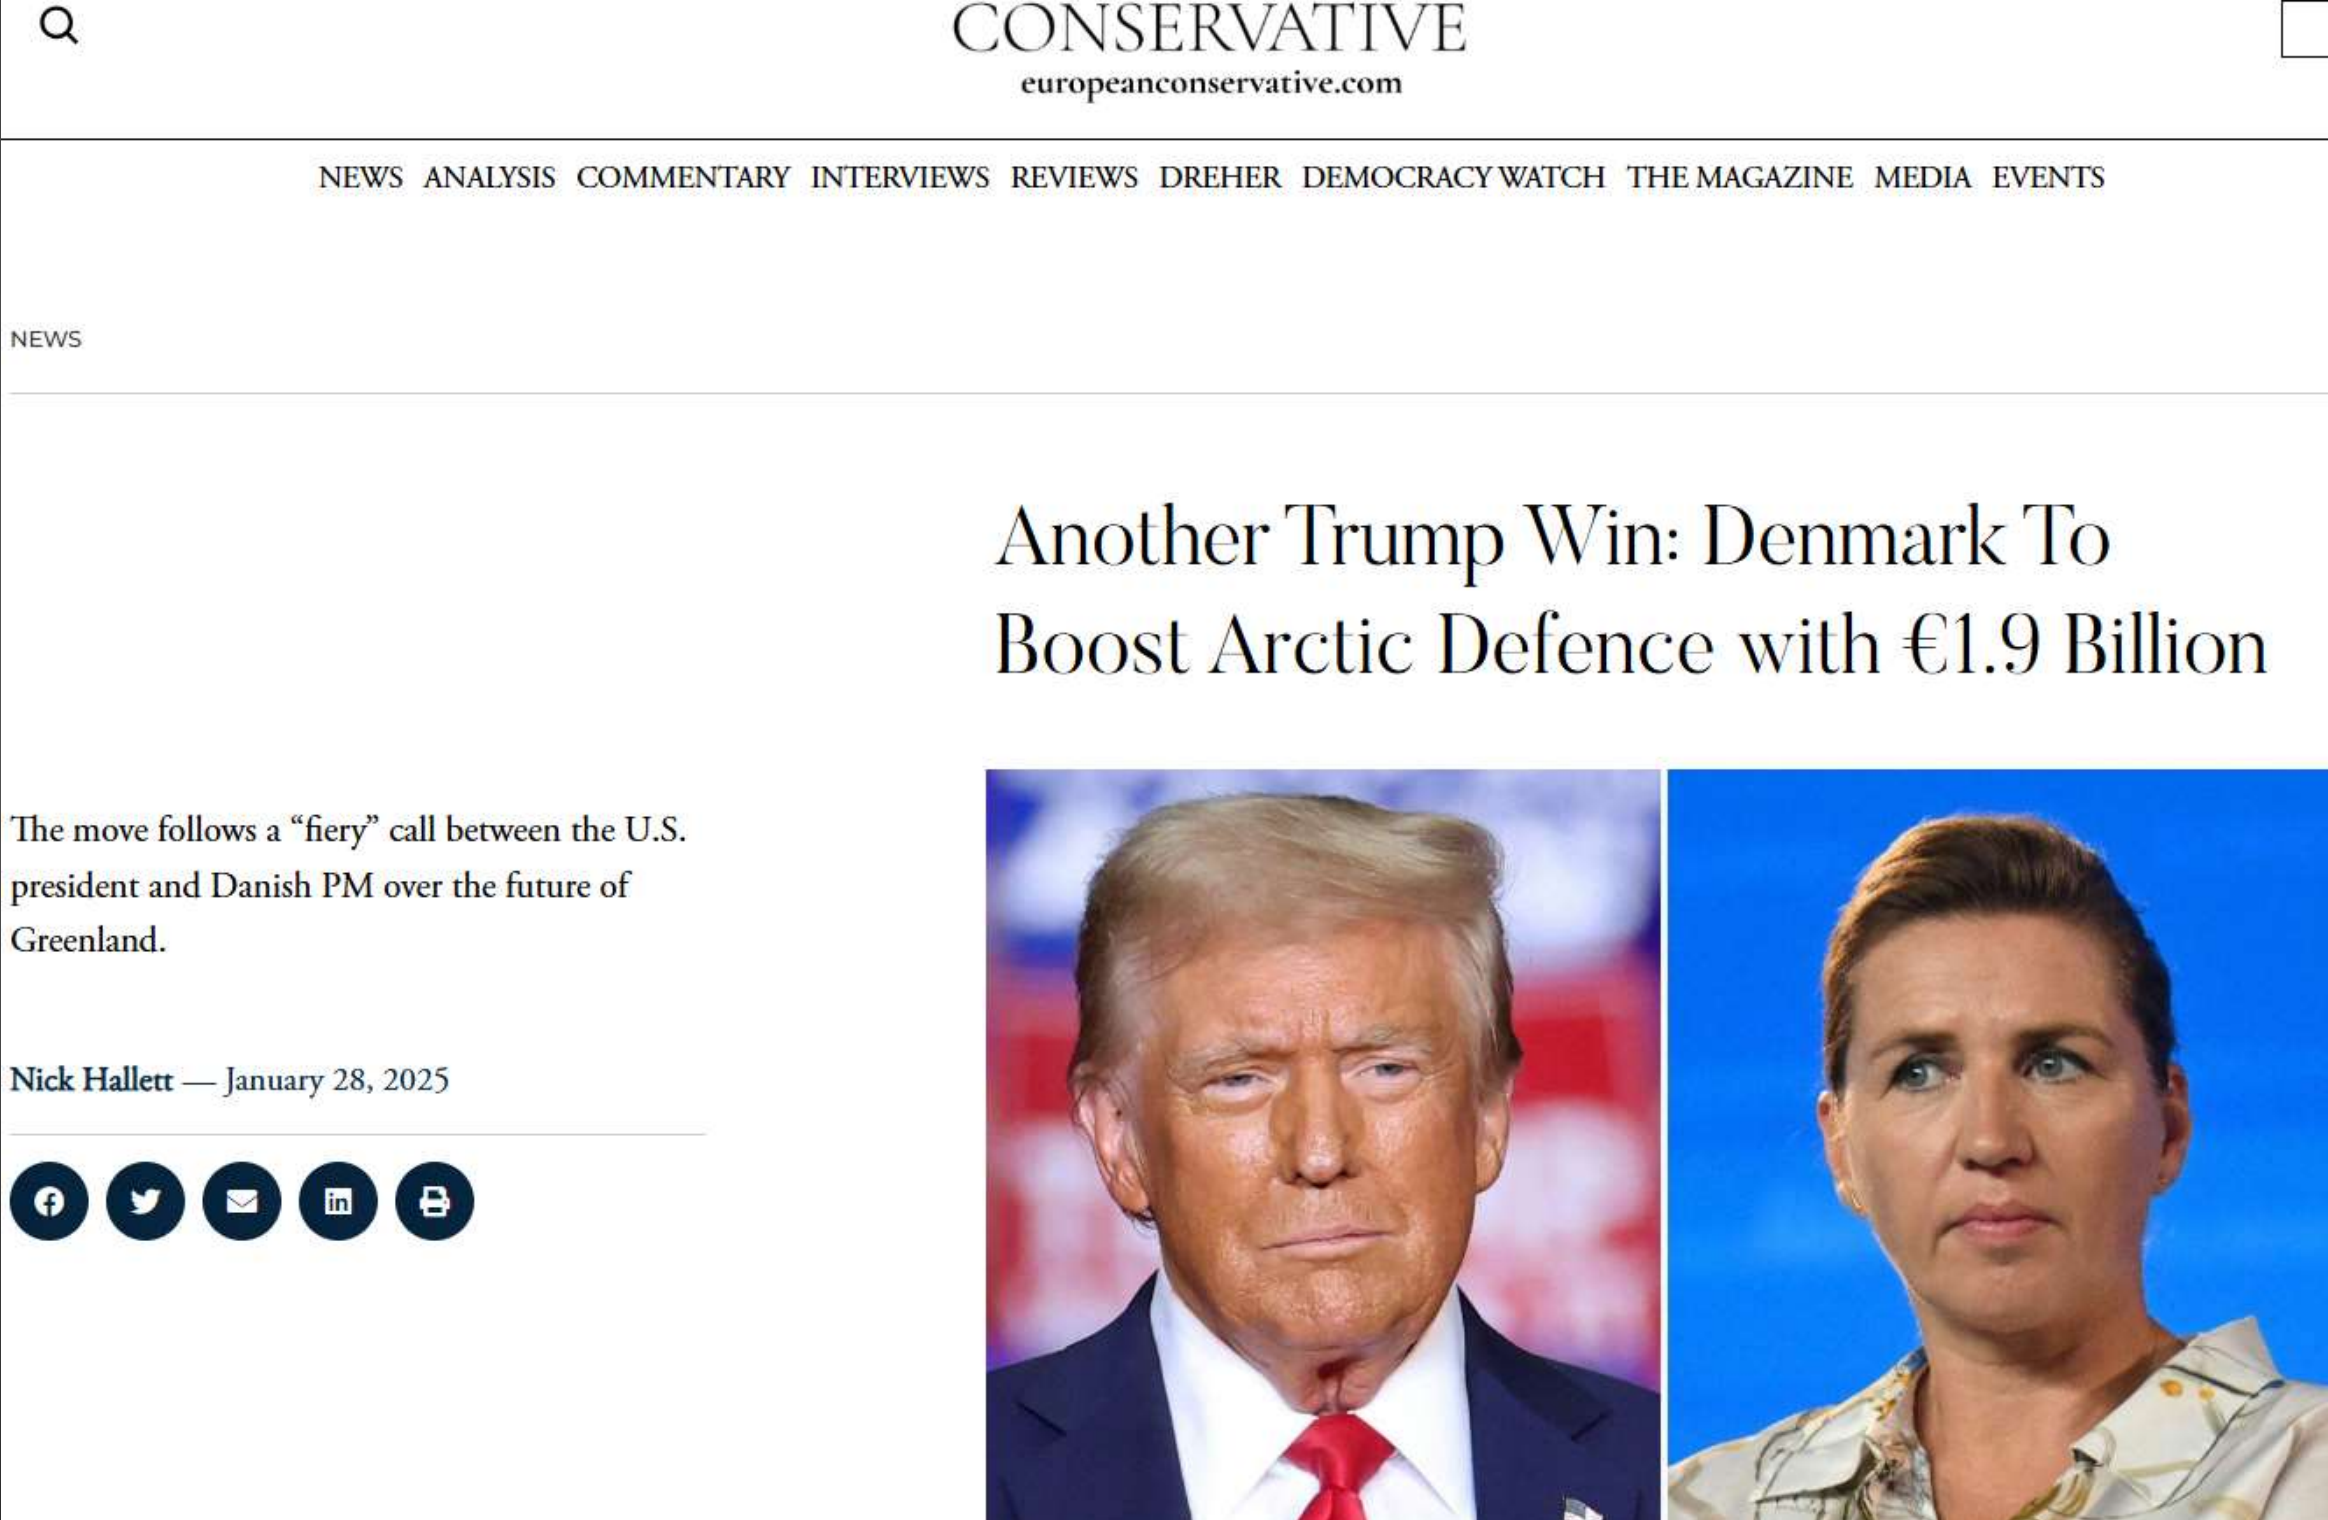 CONSERVATIVE
europeanconservative.com
NEWS ANALYSIS COMMENTARY INTERVIEWS REVIEWS DREHER DEMOCRACY WATCH THE MAGAZINE MEDIA EVENTS
NEWS
Another Trump Win: Denmark To
Boost Arctic Defence with €1.9 Billion
The move follows a “fiery” call between the U.S.
president and Danish PM over the future of
Greenland.
Nick Hallett — January 28, 2025